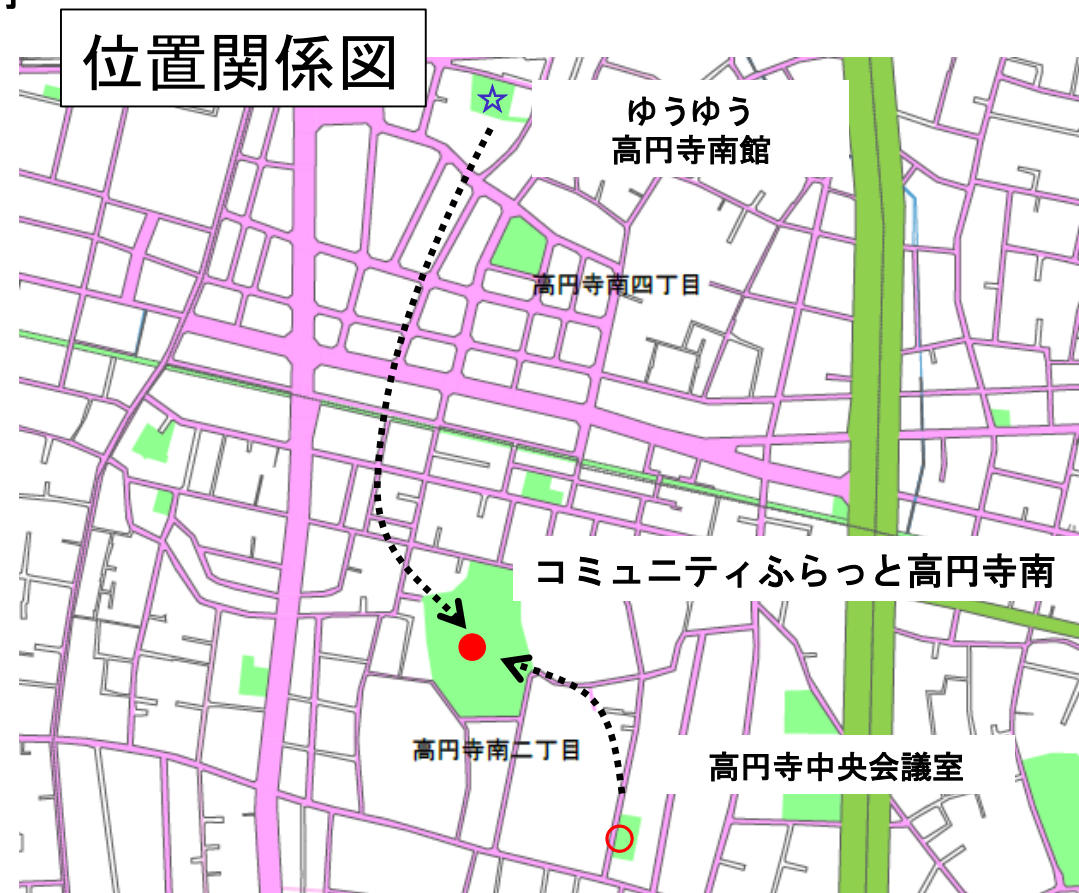 位置関係図
ゆうゆう
高円寺南館
高円寺南四丁目
コミュニティふらっと高円寺南
高円寺南二丁目
高円寺中央会議室